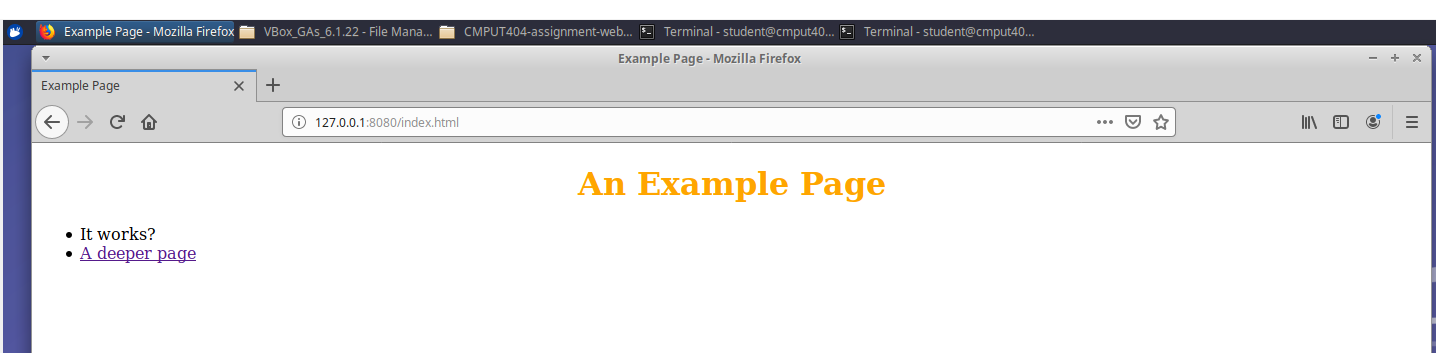 Example Page - Mozilla Firefox VBox_GAs_6.1.22 - File Mana... CMPUT404-assignment-web... Terminal - student@cmput40... Terminal - student@cmput40...
Example Page - Mozilla Firefox
Example Page
127.0.0.1:8080/index.html
An Example Page
It works?
A deeper page